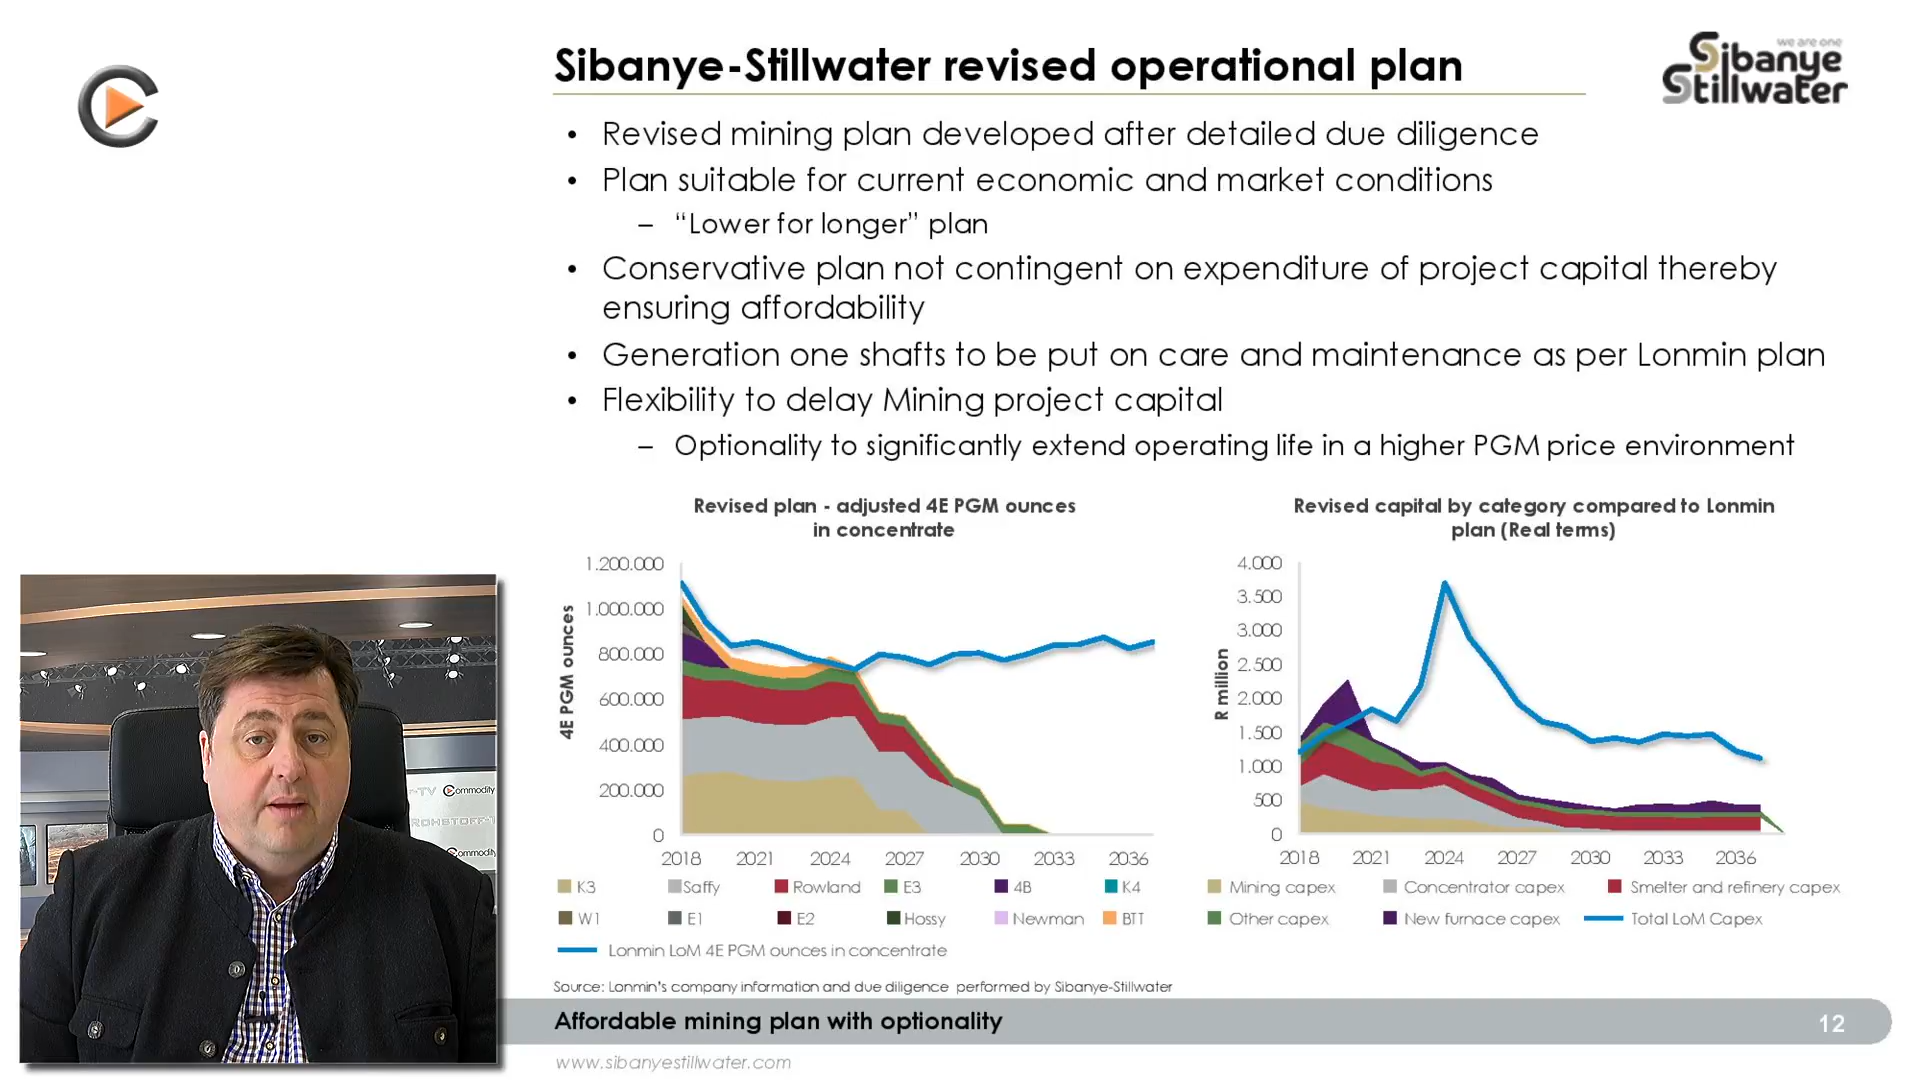 Sibanye-Stillwater revised operational plan
we are one
Sibanye
Stillwater
• Revised mining plan developed after detailed due diligence
• Plan suitable for current economic and market conditions
– “Lower for longer” plan
• Conservative plan not contingent on expenditure of project capital thereby
ensuring affordability
• Generation one shafts to be put on care and maintenance as per Lonmin plan
• Flexibility to delay Mining project capital
– Optionality to significantly extend operating life in a higher PGM price environment
Revised plan - adjusted 4E PGM ounces
in concentrate
4E PGM ounces
1.200.000
1.000.000
800.000
600.000
400.000
200.000
0
2018 2021 2024 2027 2030 2033 2036
K3 Saffy Rowland E3 4B K4
W1 E1 E2 Hossy Newman BTT
Lonmin LoM 4E PGM ounces in concentrate
Revised capital by category compared to Lonmin
plan (Real terms)
R million
4.000
3.500
3.000
2.500
2.000
1.500
1.000
500
0
2018 2021 2024 2027 2030 2033 2036
Mining capex Concentrator capex Smelter and refinery capex
Other capex New furnace capex Total LoM Capex
-TV Commodity
ROHSTOFF-T
Commodity
Source: Lonmin's company information and due diligence performed by Sibanye-Stillwater
Affordable mining plan with optionality
12
www.sibanyestillwater.com